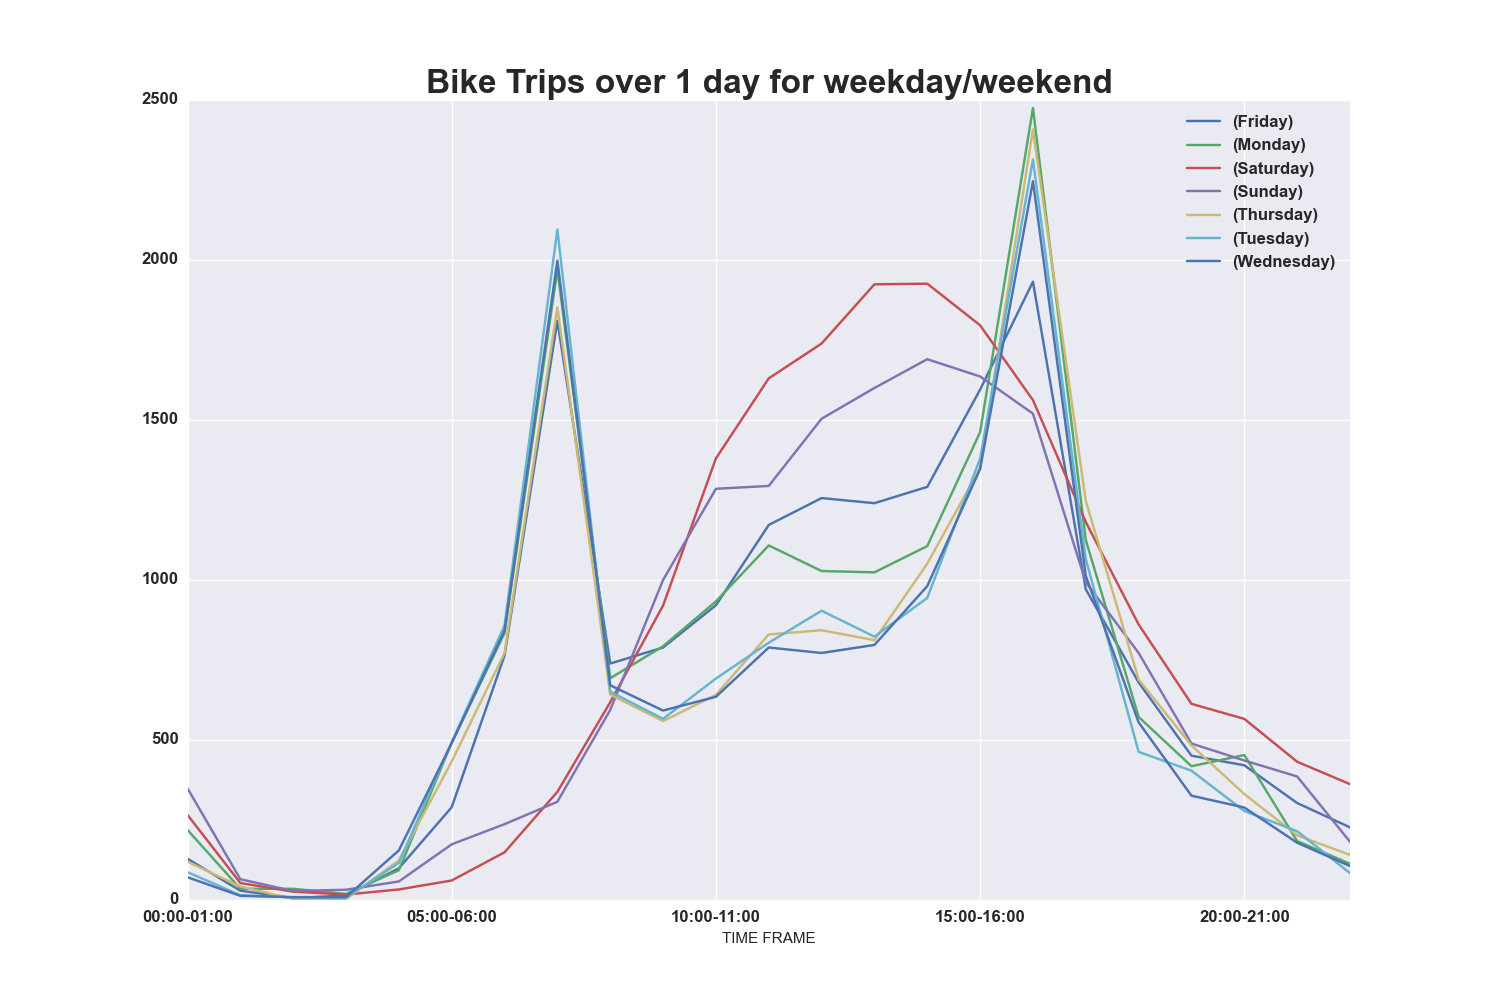 Bike Trips over 1 day for weekday/weekend
2500
2000
1500
1000
500
0
(Friday)
(Monday)
(Saturday)
(Sunday)
(Thursday)
(Tuesday)
(Wednesday)
00:00-01:00 05:00-06:00 10:00-11:00 15:00-16:00 20:00-21:00
TIME FRAME